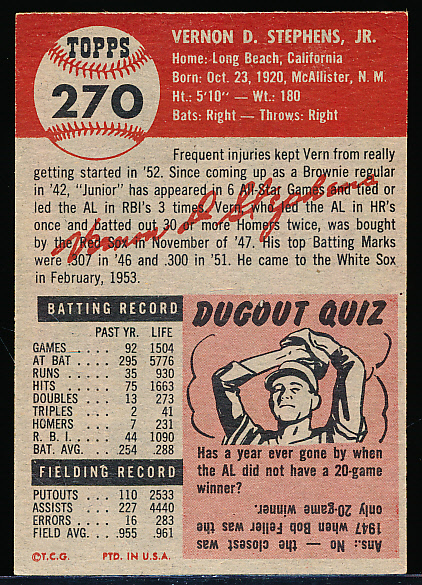 TOPPS
270
VERNON D. STEPHENS, JR.
Home: Long Beach, California
Born: Oct. 23, 1920, McAllister, N. M.
Ht.: 5'10" — Wt.: 180
Bats: Right — Throws: Right
Frequent injuries kept Vern from really
getting started in '52. Since coming up as a Brownie regular
in '42, "Junior" has appeared in 6 All-Star Games and tied or
led the AL in RBI's 3 times. Vern, who led the AL in HR's
once and batted out 30 or more Homers twice, was bought
by the Red Sox in November of '47. His top Batting Marks
were .307 in '46 and .300 in '51. He came to the White Sox
in February, 1953.
Vernon D. Stephens
BATTING RECORD
PAST YR. LIFE
GAMES 92 1504
AT BAT 295 5776
RUNS 35 930
HITS 75 1663
DOUBLES 13 273
TRIPLES 2 41
HOMERS 7 231
R. B. I. 44 1090
BAT. AVG. .254 .288
FIELDING RECORD
PUTOUTS 110 2533
ASSISTS 227 4440
ERRORS 16 283
FIELD AVG. .955 .961
©T.C.G. PTD. IN U.S.A.
DUGOUT QUIZ
Has a year ever gone by when
the AL did not have a 20-game
winner?
Ans.: No — the closest was
1947 when Bob Feller was the
only 20-game winner.